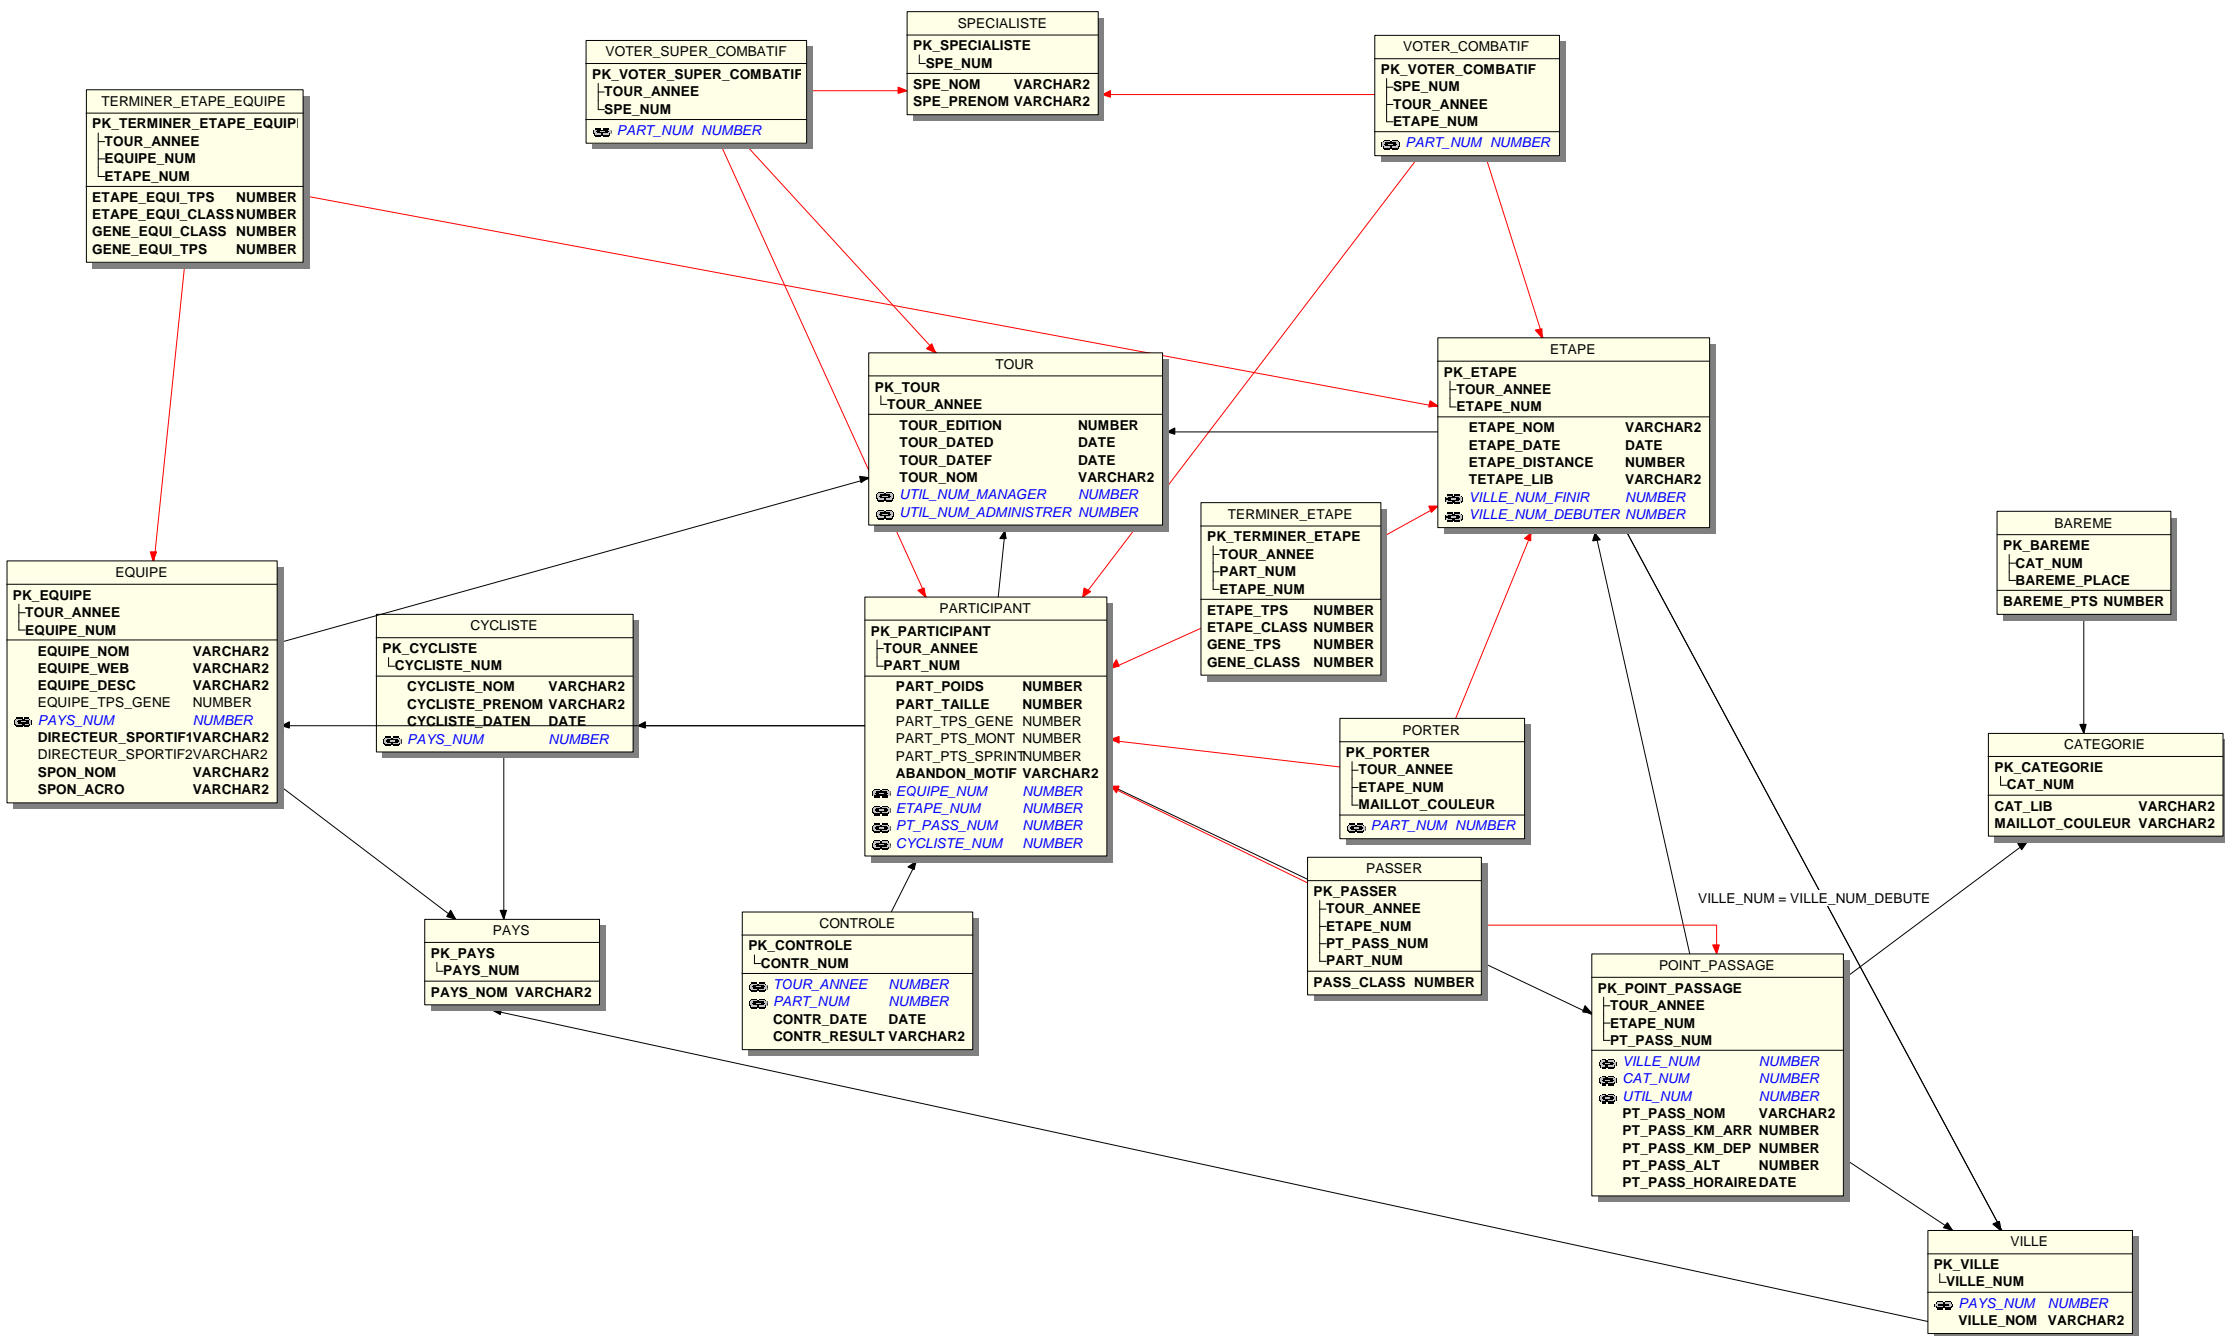 SPECIALISTE
PK_SPECIALISTE
SPE_NUM
SPE_NOM VARCHAR2
SPE_PRENOM VARCHAR2
VOTER_SUPER_COMBATIF
PK_VOTER_SUPER_COMBATIF
TOUR_ANNEE
SPE_NUM
PART_NUM NUMBER
VOTER_COMBATIF
PK_VOTER_COMBATIF
SPE_NUM
TOUR_ANNEE
ETAPE_NUM
PART_NUM NUMBER
TERMINER_ETAPE_EQUIPE
PK_TERMINER_ETAPE_EQUIPI
TOUR_ANNEE
EQUIPE_NUM
ETAPE_NUM
ETAPE_EQUI_TPS NUMBER
ETAPE_EQUI_CLASS NUMBER
GENE_EQUI_CLASS NUMBER
GENE_EQUI_TPS NUMBER
TOUR
PK_TOUR
TOUR_ANNEE
TOUR_EDITION NUMBER
TOUR_DATED DATE
TOUR_DATEF DATE
TOUR_NOM VARCHAR2
UTIL_NUM_MANAGER NUMBER
UTIL_NUM_ADMINISTRER NUMBER
ETAPE
PK_ETAPE
TOUR_ANNEE
ETAPE_NUM
ETAPE_NOM VARCHAR2
ETAPE_DATE DATE
ETAPE_DISTANCE NUMBER
TETAPE_LIB VARCHAR2
VILLE_NUM_FINIR NUMBER
VILLE_NUM_DEBUTER NUMBER
TERMINER_ETAPE
PK_TERMINER_ETAPE
TOUR_ANNEE
PART_NUM
ETAPE_NUM
ETAPE_TPS NUMBER
ETAPE_CLASS NUMBER
GENE_TPS NUMBER
GENE_CLASS NUMBER
BAREME
PK_BAREME
CAT_NUM
BAREME_PLACE
BAREME_PTS NUMBER
EQUIPE
PK_EQUIPE
TOUR_ANNEE
EQUIPE_NUM
EQUIPE_NOM VARCHAR2
EQUIPE_WEB VARCHAR2
EQUIPE_DESC VARCHAR2
EQUIPE_TPS_GENE NUMBER
PAYS_NUM NUMBER
DIRECTEUR_SPORTIF1 VARCHAR2
DIRECTEUR_SPORTIF2 VARCHAR2
SPON_NOM VARCHAR2
SPON_ACRO VARCHAR2
CYCLISTE
PK_CYCLISTE
CYCLISTE_NUM
CYCLISTE_NOM VARCHAR2
CYCLISTE_PRENOM VARCHAR2
CYCLISTE_DATEN DATE
PAYS_NUM NUMBER
PARTICIPANT
PK_PARTICIPANT
TOUR_ANNEE
PART_NUM
PART_POIDS NUMBER
PART_TAILLE NUMBER
PART_TPS_GENE NUMBER
PART_PTS_MONT NUMBER
PART_PTS_SPRINT NUMBER
ABANDON_MOTIF VARCHAR2
EQUIPE_NUM NUMBER
ETAPE_NUM NUMBER
PT_PASS_NUM NUMBER
CYCLISTE_NUM NUMBER
PORTER
PK_PORTER
TOUR_ANNEE
ETAPE_NUM
MAILLOT_COULEUR
PART_NUM NUMBER
CATEGORIE
PK_CATEGORIE
CAT_NUM
CAT_LIB VARCHAR2
MAILLOT_COULEUR VARCHAR2
PASSER
PK_PASSER
TOUR_ANNEE
ETAPE_NUM
PT_PASS_NUM
PART_NUM
PASS_CLASS NUMBER
VILLE_NUM = VILLE_NUM_DEBUTE
PAYS
PK_PAYS
PAYS_NUM
PAYS_NOM VARCHAR2
CONTROLE
PK_CONTROLE
CONTR_NUM
TOUR_ANNEE NUMBER
PART_NUM NUMBER
CONTR_DATE DATE
CONTR_RESULT VARCHAR2
POINT_PASSAGE
PK_POINT_PASSAGE
TOUR_ANNEE
ETAPE_NUM
PT_PASS_NUM
VILLE_NUM NUMBER
CAT_NUM NUMBER
UTIL_NUM NUMBER
PT_PASS_NOM VARCHAR2
PT_PASS_KM_ARR NUMBER
PT_PASS_KM_DEP NUMBER
PT_PASS_ALT NUMBER
PT_PASS_HORAIRE DATE
VILLE
PK_VILLE
VILLE_NUM
PAYS_NUM NUMBER
VILLE_NOM VARCHAR2